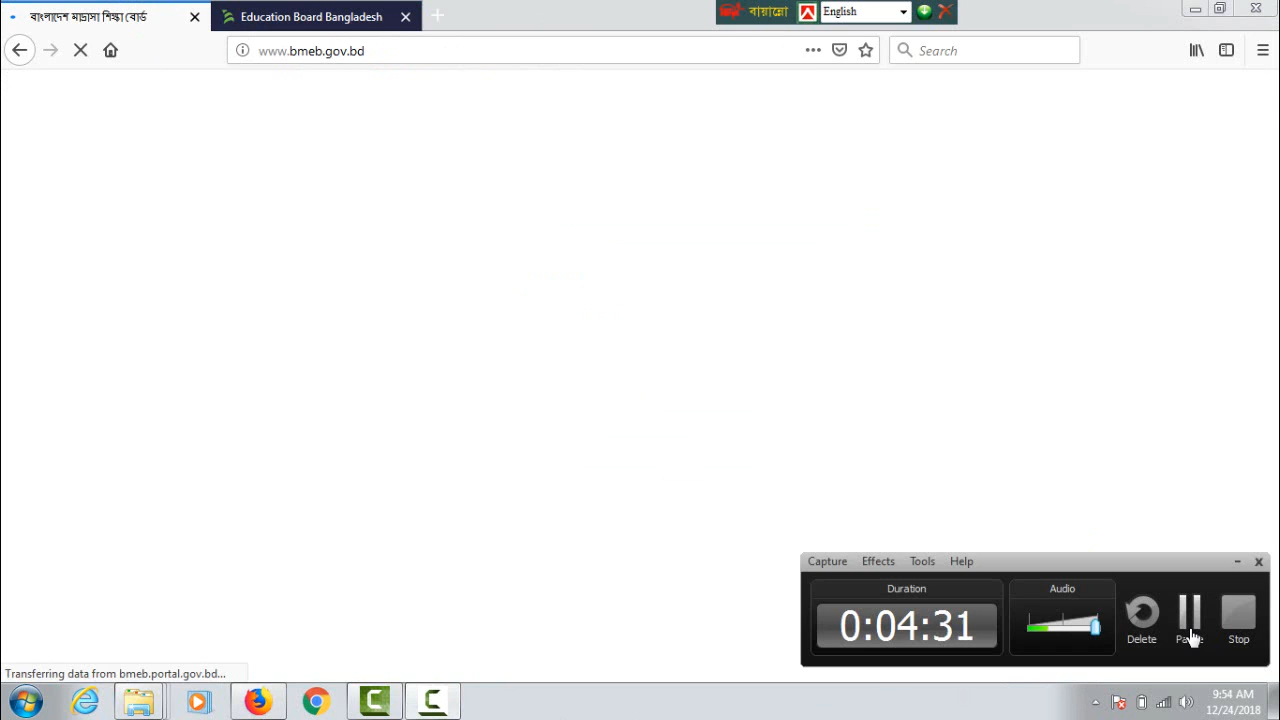 বাংলাদেশ মাদ্রাসা শিক্ষা বোর্ড
Education Board Bangladesh
বায়ান্নো
English
www.bmeb.gov.bd
Search
Capture Effects Tools Help
Duration
Audio
0:04:31
Delete
Stop
Transferring data from bmeb.portal.gov.bd...
9:54 AM
12/24/2018